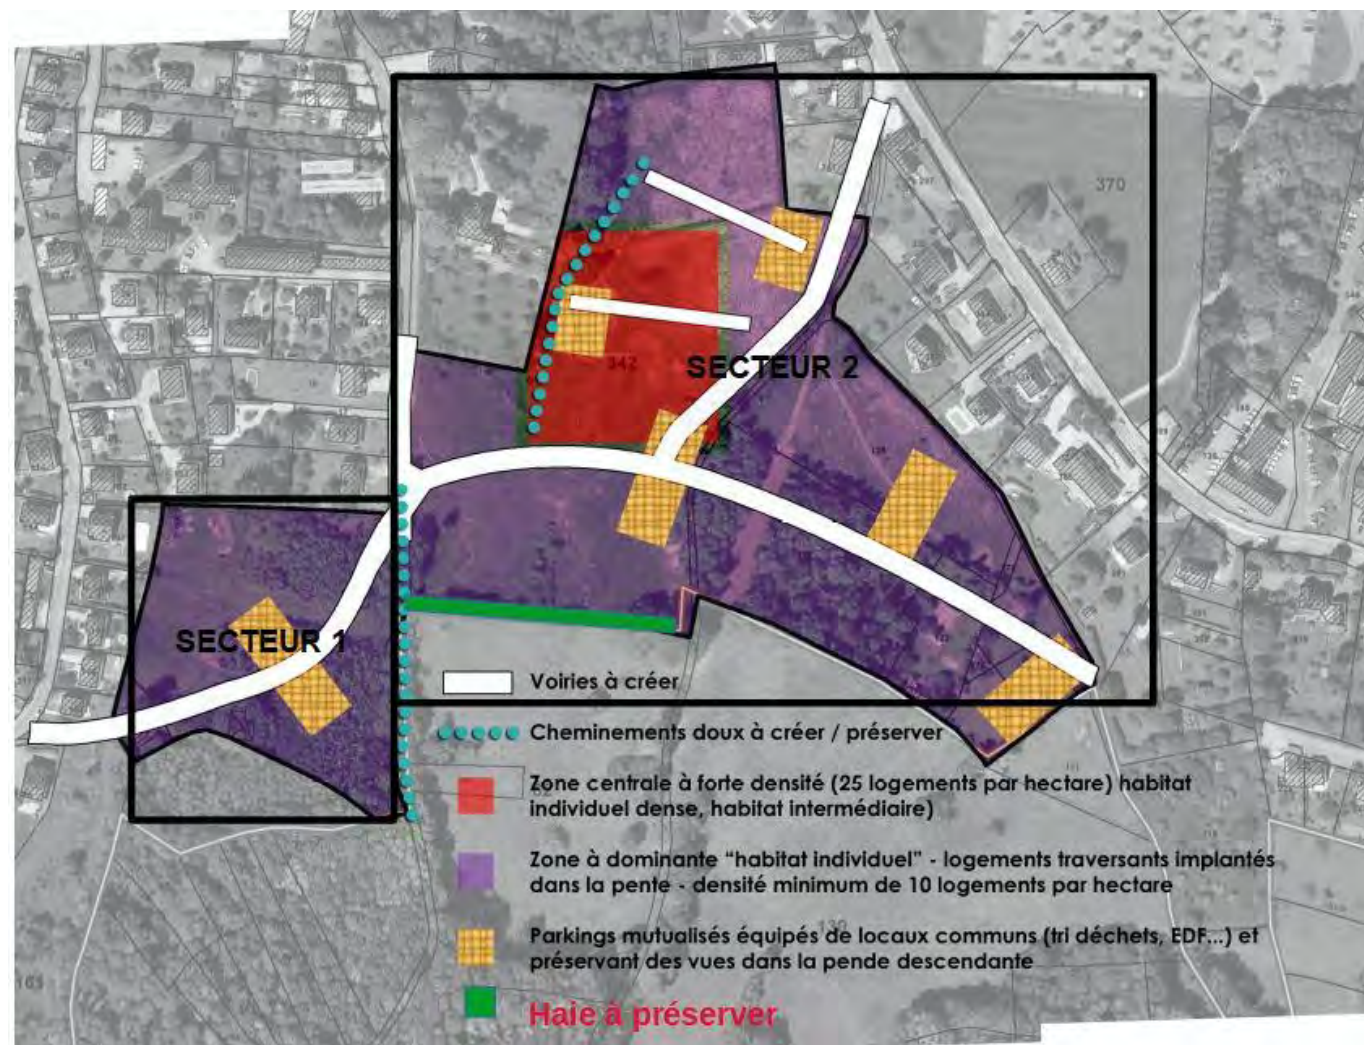 370
342
SECTEUR 2
SECTEUR 1
Voiries à créer
Cheminements doux à créer / préserver
Zone centrale à forte densité (25 logements par hectare) habitat
individuel dense, habitat intermédiaire)
Zone à dominante “habitat individuel” - logements traversants implantés
dans la pente - densité minimum de 10 logements par hectare
130
Parkings mutualisés équipés de locaux communs (tri déchets, EDF...) et
préservant des vues dans la pende descendante
163
Haie à préserver